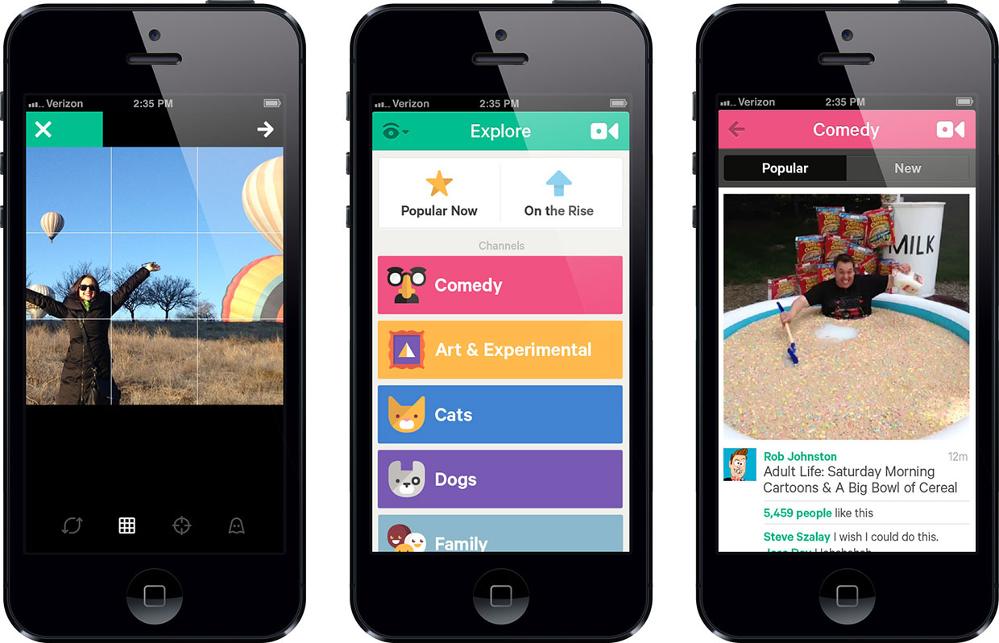 Verizon
2:35 PM
Verizon
2:35 PM
Explore
Popular Now
On the Rise
Channels
Comedy
Art & Experimental
Cats
Dogs
Family
Verizon
2:35 PM
Comedy
Popular
New
MILK
Rob Johnston
12m
Adult Life: Saturday Morning
Cartoons & A Big Bowl of Cereal
5,459 people like this
Steve Szalay I wish I could do this.